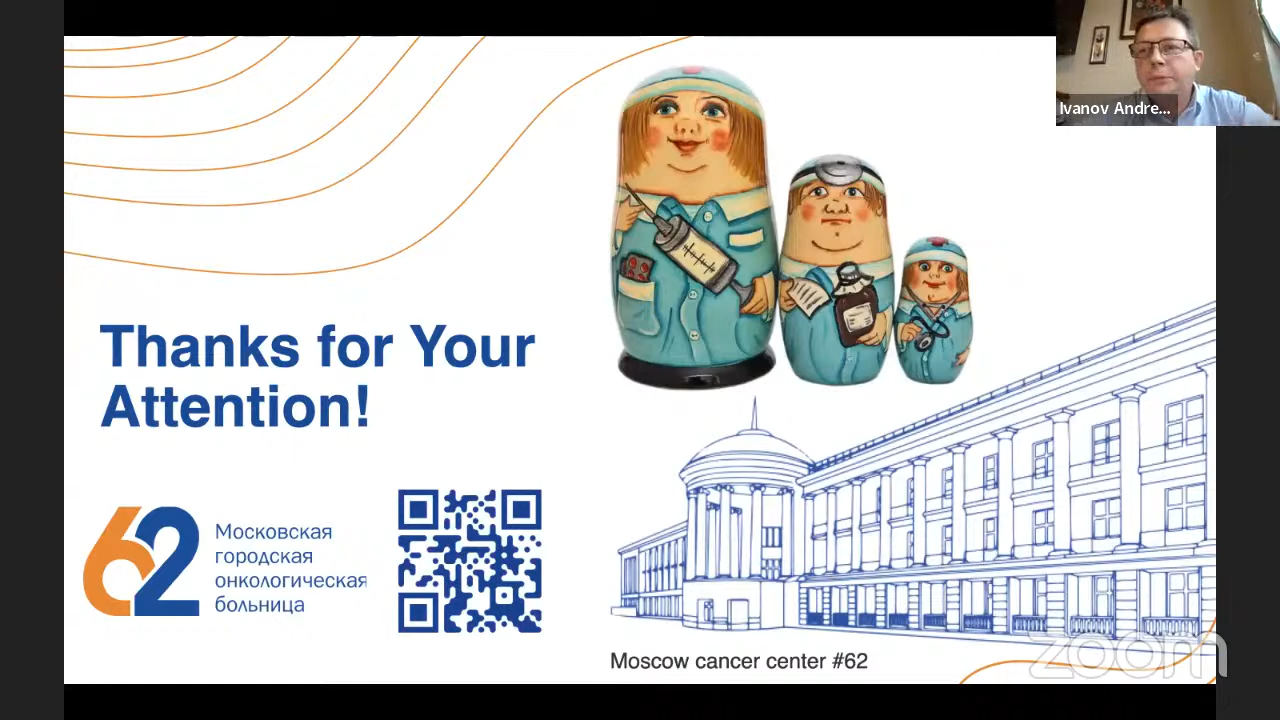 Ivanov Andre...
Thanks for Your
Attention!
62
Московская
городская
онкологическая
больница
Moscow cancer center #62
zoom